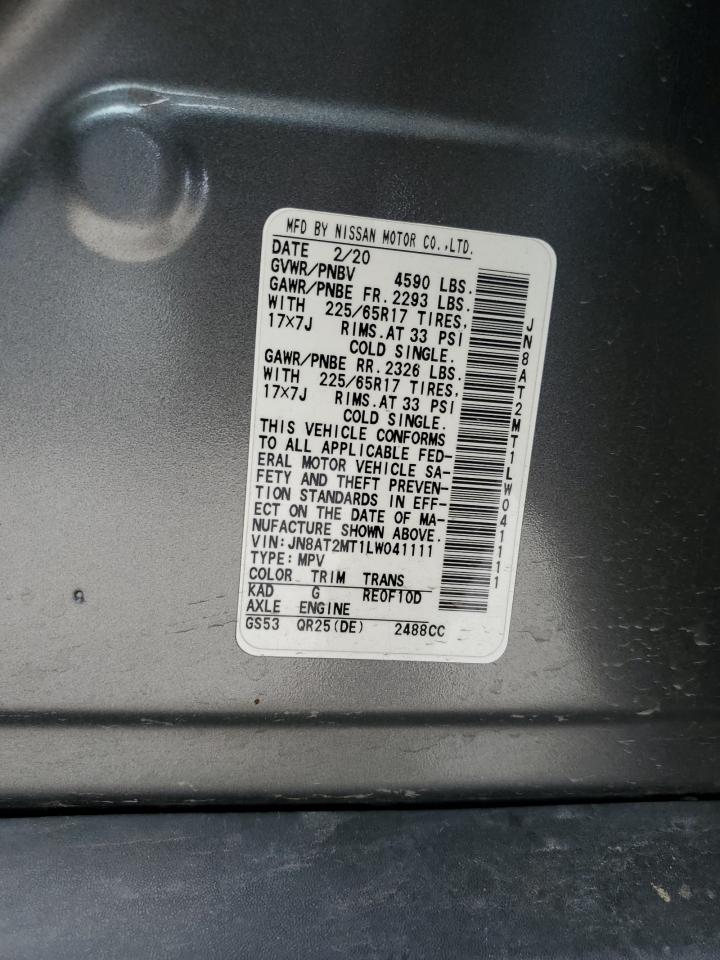 MFD BY NISSAN MOTOR CO.,LTD.
DATE 2/20
GVWR/PNBV 4590 LBS.
GAWR/PNBE FR. 2293 LBS.
WITH 225/65R17 TIRES,
17×7J RIMS. AT 33 PSI
COLD SINGLE.
GAWR/PNBE RR. 2326 LBS.
WITH 225/65R17 TIRES,
17×7J RIMS. AT 33 PSI
COLD SINGLE.
THIS VEHICLE CONFORMS
TO ALL APPLICABLE FED-
ERAL MOTOR VEHICLE SA-
FETY AND THEFT PREVEN-
TION STANDARDS IN EFF-
ECT ON THE DATE OF MA-
NUFACTURE SHOWN ABOVE.
VIN: JN8AT2MT1LW041111
TYPE: MPV
COLOR TRIM TRANS
KAD G RE0F10D
AXLE ENGINE
GS53 QR25(DE) 2488CC
JN8AT2MT1LW041111